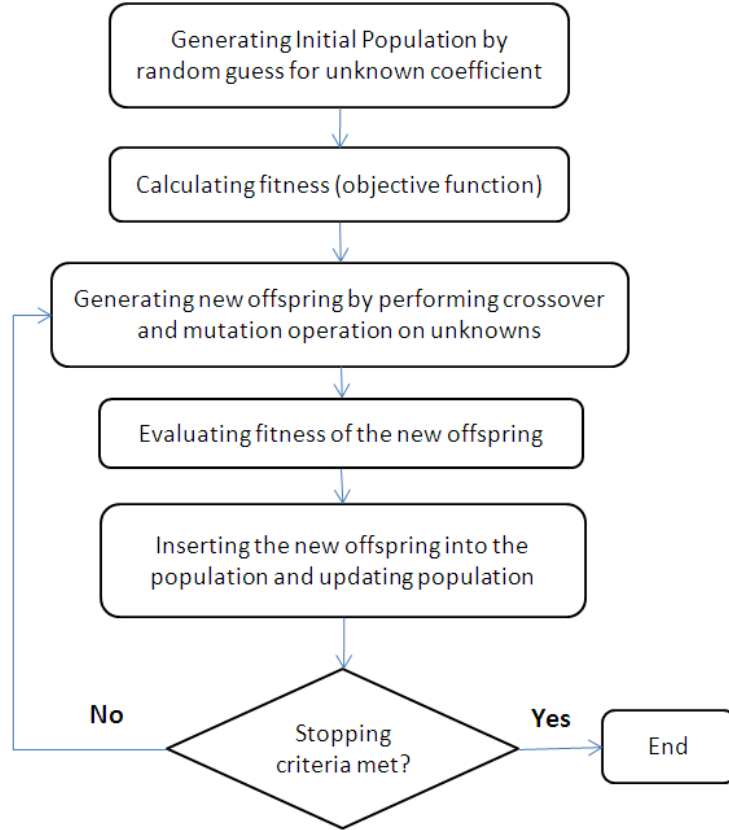 Generating Initial Population by
random guess for unknown coefficient
Calculating fitness (objective function)
Generating new offspring by performing crossover
and mutation operation on unknowns
Evaluating fitness of the new offspring
Inserting the new offspring into the
population and updating population
No
Stopping
criteria met?
Yes
End